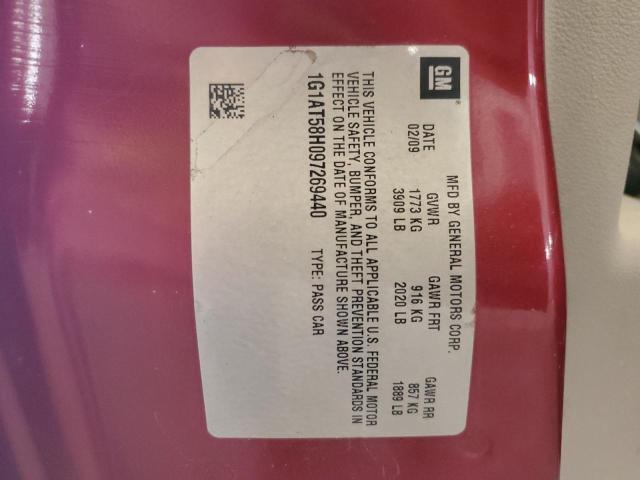 GM
®
MFD BY GENERAL MOTORS CORP.
DATE GVWR GAWR FRT GAWR RR
02/09 1773 KG 916 KG 857 KG
3909 LB 2020 LB 1889 LB
THIS VEHICLE CONFORMS TO ALL APPLICABLE U.S. FEDERAL MOTOR
VEHICLE SAFETY, BUMPER, AND THEFT PREVENTION STANDARDS IN
EFFECT ON THE DATE OF MANUFACTURE SHOWN ABOVE.
1G1AT58H097269440 TYPE: PASS CAR